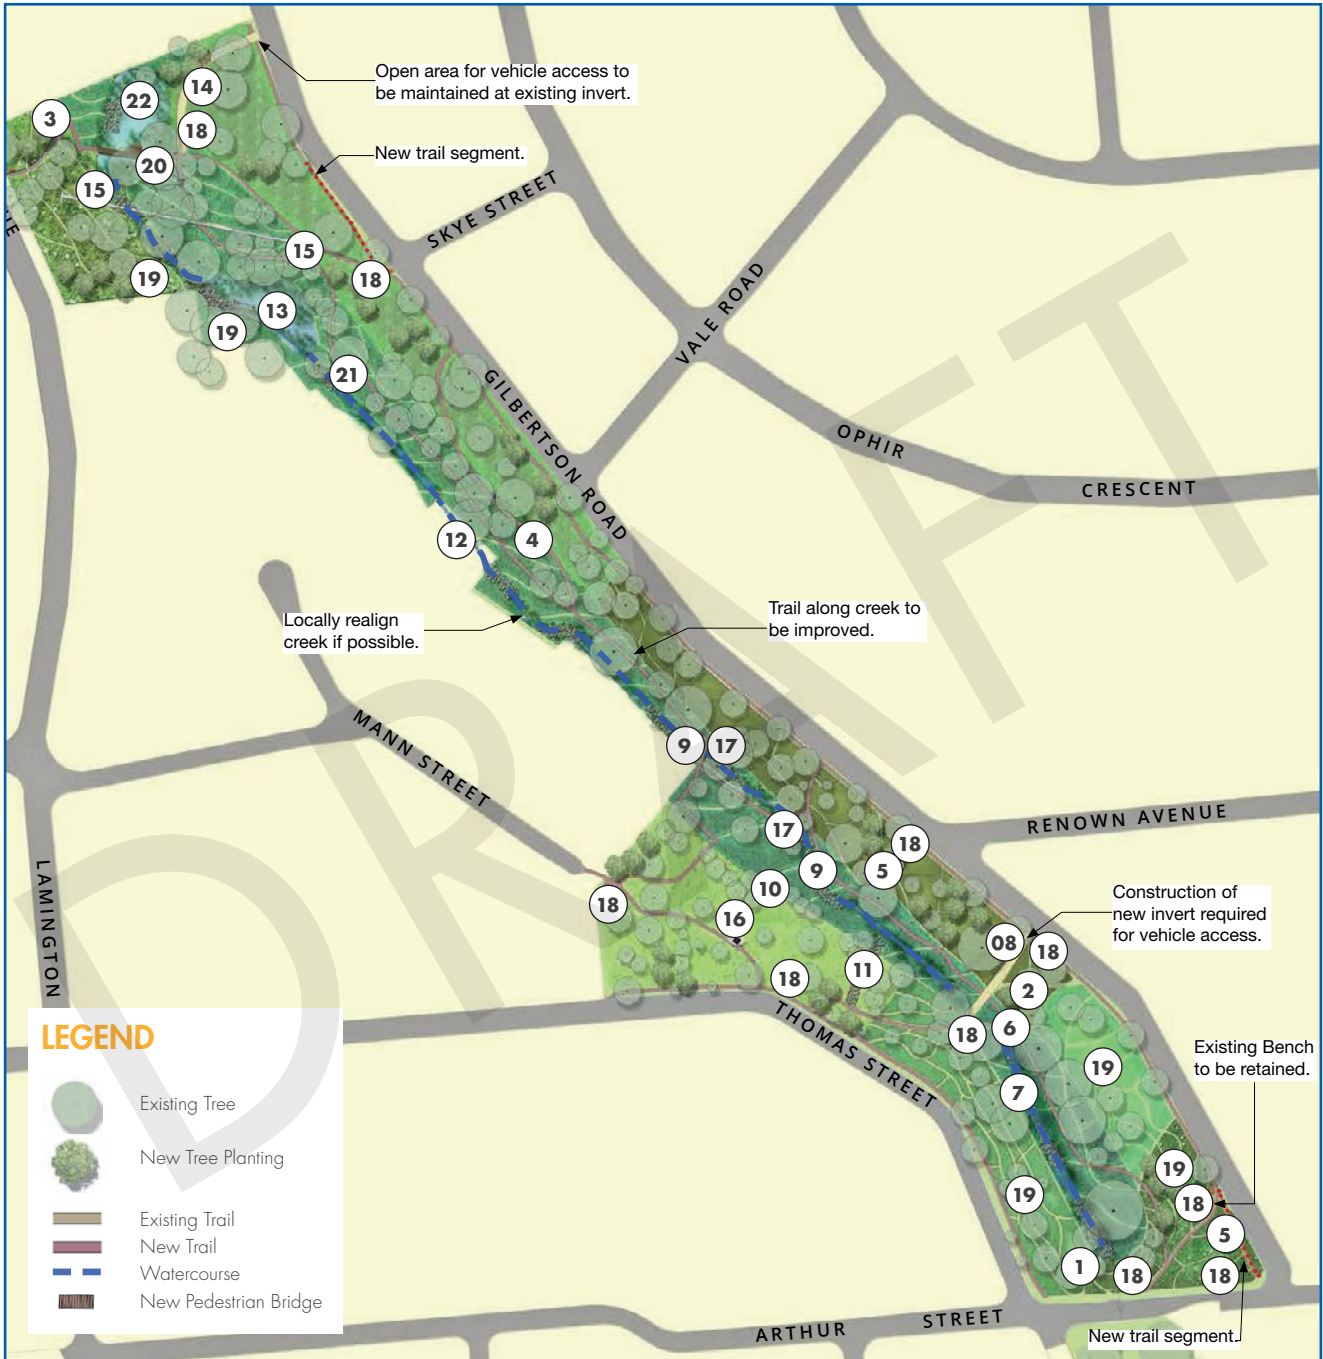 Open area for vehicle access to
be maintained at existing invert.
14
22
3
18
New trail segment.
20
15
SKYE STREET
15
19
18
13
VALE ROAD
19
21
GILBERTSON ROAD
OPHIR
CRESCENT
12
4
Locally realign
creek if possible.
Trail along creek to
be improved.
DRAFT
MANN STREET
9
17
RENOWN AVENUE
17
18
9
5
10
LAMINGTON
18
16
Construction of
new invert required
for vehicle access.
08
18
11
18
2
THOMAS STREET
18
6
Existing Bench
to be retained.
19
7
19
19
18
5
1
18
18
ARTHUR
STREET
New trail segment.
LEGEND
Existing Tree
New Tree Planting
Existing Trail
New Trail
Watercourse
New Pedestrian Bridge